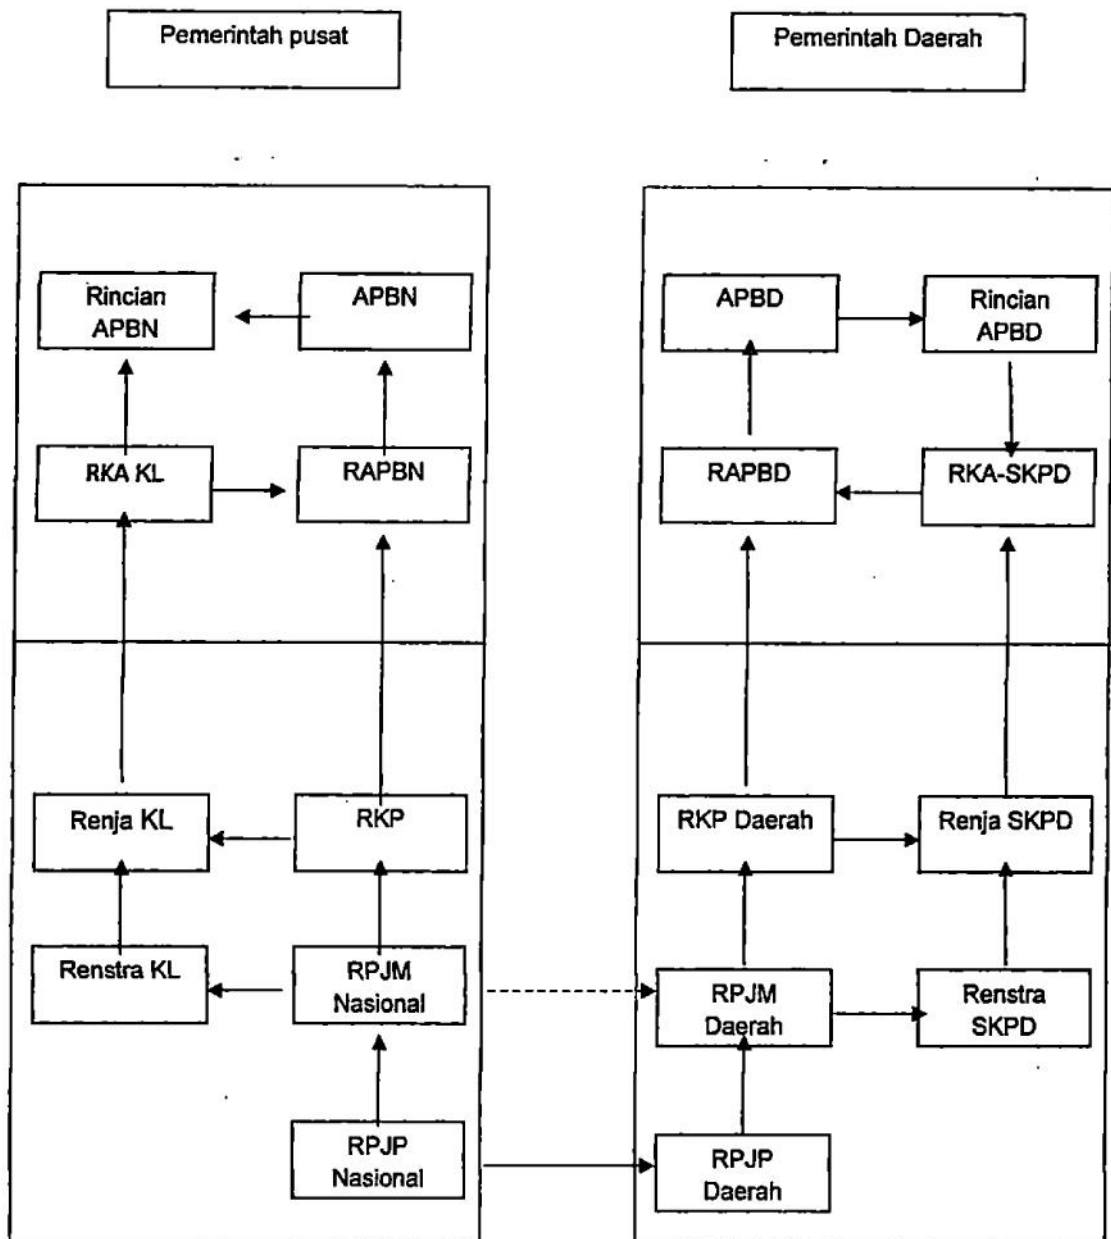 Pemerintah pusat
Pemerintah Daerah
Rincian
APBN
APBN
RKA KL
RAPBN
Renja KL
RKP
Renstra KL
RPJM
Nasional
RPJP
Nasional
APBD
Rincian
APBD
RAPBD
RKA-SKPD
RKP Daerah
Renja SKPD
RPJM
Daerah
Renstra
SKPD
RPJP
Daerah